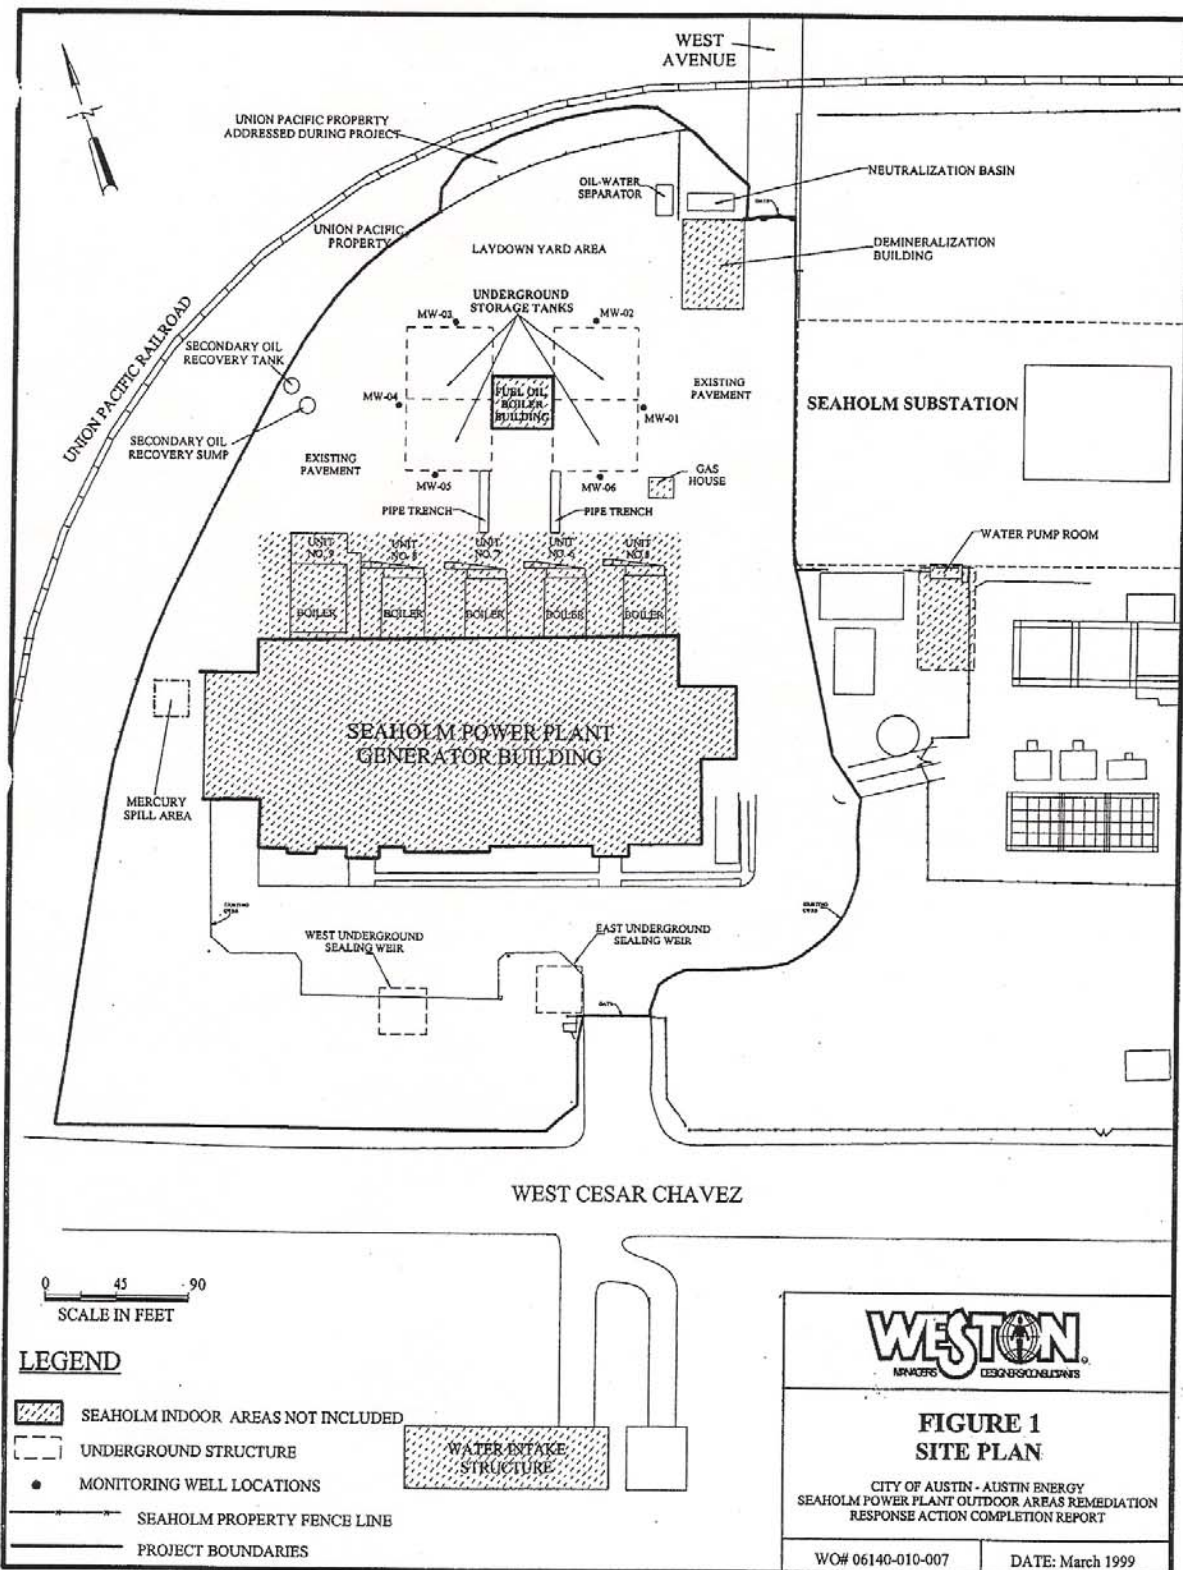 WEST
AVENUE
UNION PACIFIC PROPERTY
ADDRESSED DURING PROJECT
OIL-WATER
SEPARATOR
NEUTRALIZATION BASIN
GATE
UNION PACIFIC
PROPERTY
LAYDOWN YARD AREA
DEMINERALIZATION
BUILDING
UNDERGROUND
STORAGE TANKS
MW-03
MW-02
UNION PACIFIC RAILROAD
SECONDARY OIL
RECOVERY TANK
MW-04
FUEL OIL
BOILER
BUILDING
EXISTING
PAVEMENT
MW-01
SEAHOLM SUBSTATION
SECONDARY OIL
RECOVERY SUMP
EXISTING
PAVEMENT
MW-05
MW-06
GAS
HOUSE
PIPE TRENCH
PIPE TRENCH
WATER PUMP ROOM
UNIT
NO. 9
UNIT
UNIT
NO. 7
UNIT
NO. 6
UNIT
BOILER
BOILER
BOILER
BOILER
BOILER
SEAHOLM POWER PLANT
GENERATOR BUILDING
MERCURY
SPILL AREA
WEST UNDERGROUND
SEALING WEIR
EAST UNDERGROUND
SEALING WEIR
GATE
WEST CESAR CHAVEZ
0 45 90
SCALE IN FEET
LEGEND
SEAHOLM INDOOR AREAS NOT INCLUDED
UNDERGROUND STRUCTURE
MONITORING WELL LOCATIONS
SEAHOLM PROPERTY FENCE LINE
PROJECT BOUNDARIES
WATER INTAKE
STRUCTURE
WESTON
MANAGERS DESIGNERS/CONSULTANTS
FIGURE 1
SITE PLAN
CITY OF AUSTIN - AUSTIN ENERGY
SEAHOLM POWER PLANT OUTDOOR AREAS REMEDIATION
RESPONSE ACTION COMPLETION REPORT
WO# 06140-010-007
DATE: March 1999